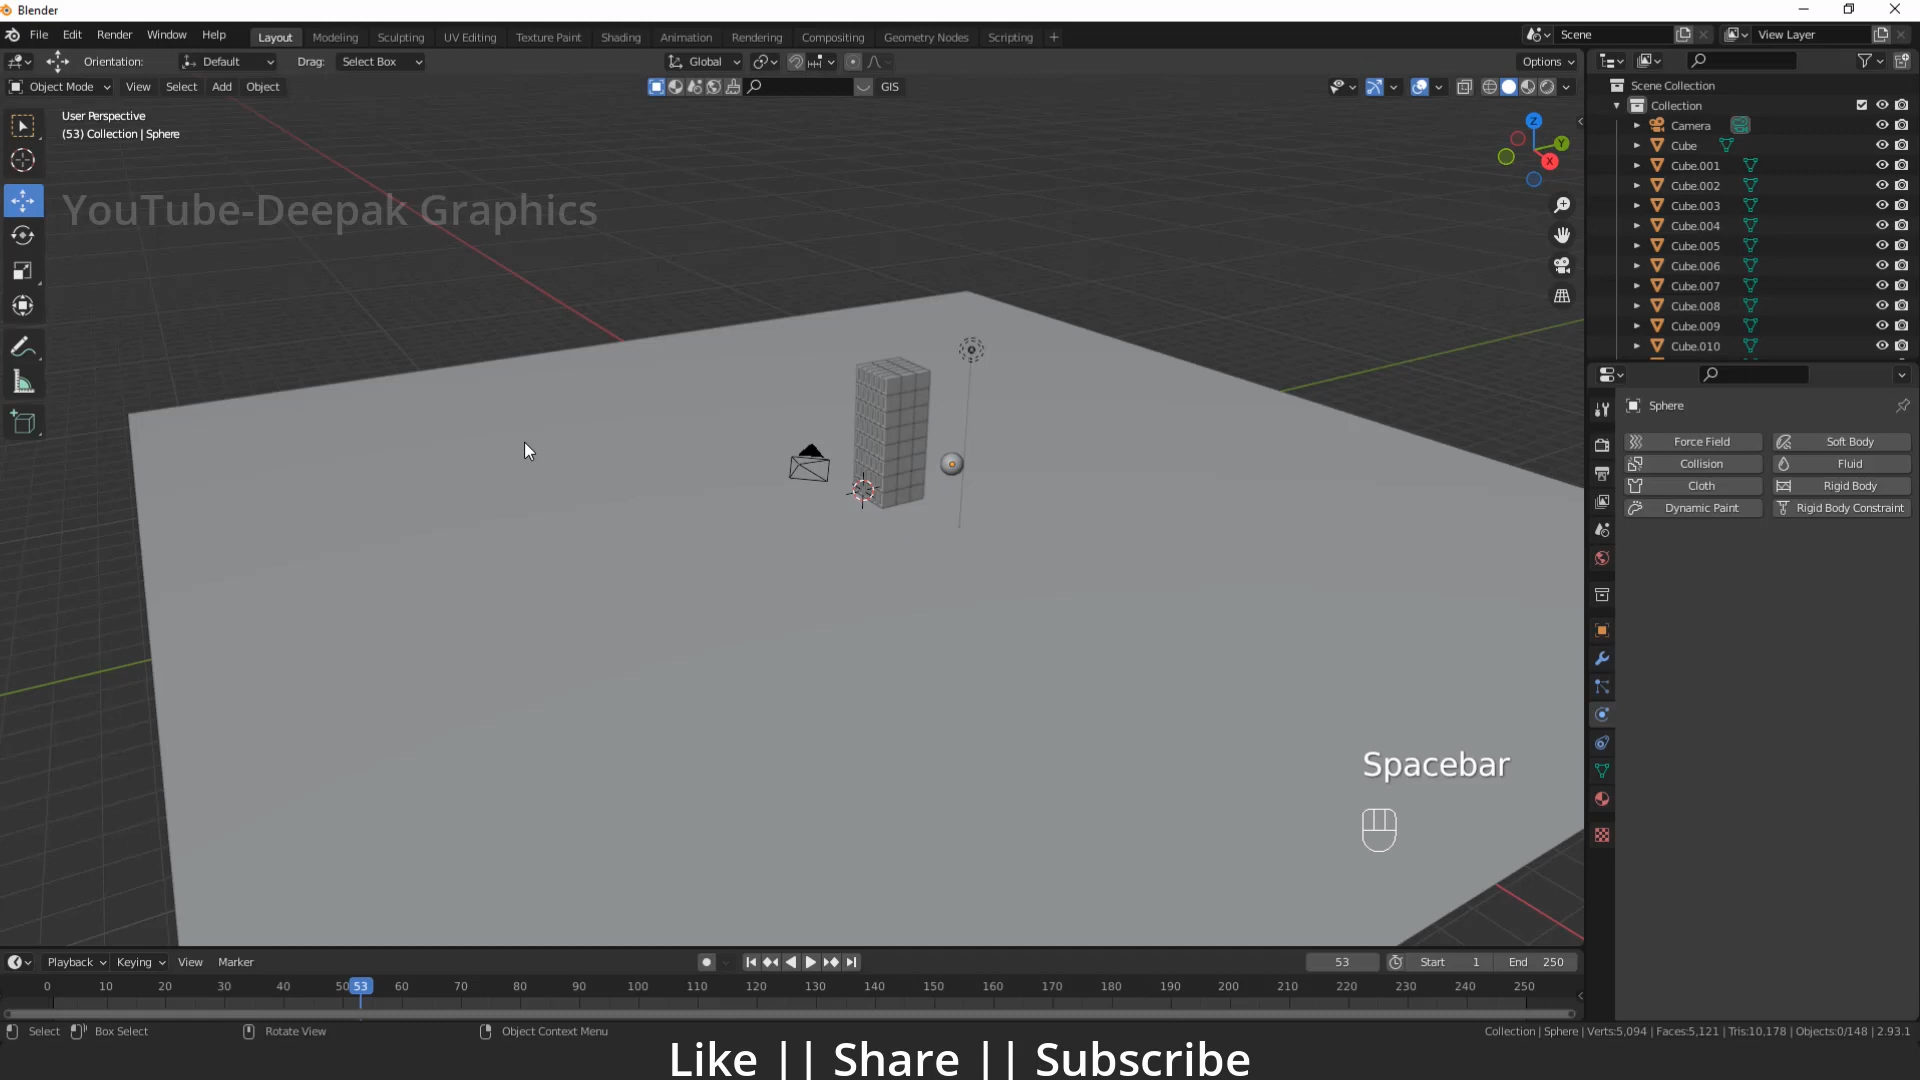 Blender
File Edit Render Window Help Layout Modeling Sculpting UV Editing Texture Paint Shading Animation Rendering Compositing Geometry Nodes Scripting + Scene View Layer
Orientation: Default Drag: Select Box Global Options
Object Mode View Select Add Object GIS
User Perspective
(53) Collection | Sphere
YouTube-Deepak Graphics
Z
Y
X
Scene Collection
Collection
Camera
Cube
Cube.001
Cube.002
Cube.003
Cube.004
Cube.005
Cube.006
Cube.007
Cube.008
Cube.009
Cube.010
Sphere
Force Field Soft Body
Collision Fluid
Cloth Rigid Body
Dynamic Paint Rigid Body Constraint
Spacebar
Playback Keying View Marker 53 Start 1 End 250
0 10 20 30 40 50 53 60 70 80 90 100 110 120 130 140 150 160 170 180 190 200 210 220 230 240 250
Select Box Select Rotate View Object Context Menu Collection | Sphere | Verts:5,094 | Faces:5,121 | Tris:10,178 | Objects:0/148 | 2.93.1
Like || Share || Subscribe